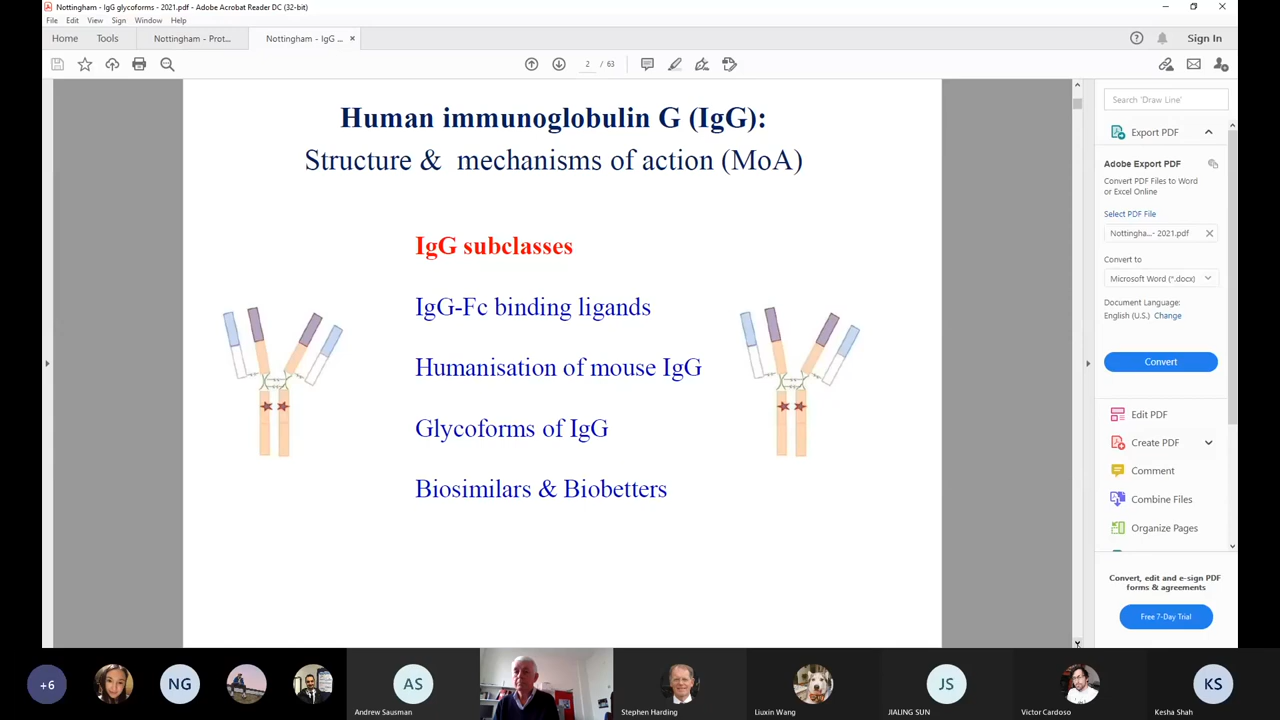 Nottingham - IgG glycoforms - 2021.pdf - Adobe Acrobat Reader DC (32-bit)
File Edit View Sign Window Help
Home Tools Nottingham - Prot... Nottingham - IgG ... × Sign In
2 / 63
Human immunoglobulin G (IgG):
Structure & mechanisms of action (MoA)
IgG subclasses
IgG-Fc binding ligands
Humanisation of mouse IgG
Glycoforms of IgG
Biosimilars & Biobetters
Search 'Draw Line'
Export PDF
Adobe Export PDF
Convert PDF Files to Word
or Excel Online
Select PDF File
Nottingha...- 2021.pdf
Convert to
Microsoft Word (*.docx)
Document Language:
English (U.S.) Change
Convert
Edit PDF
Create PDF
Comment
Combine Files
Organize Pages
Convert, edit and e-sign PDF
forms & agreements
Free 7-Day Trial
+6 NG AS JS KS
Andrew Sausman Stephen Harding Liuxin Wang JIALING SUN Victor Cardoso Kesha Shah